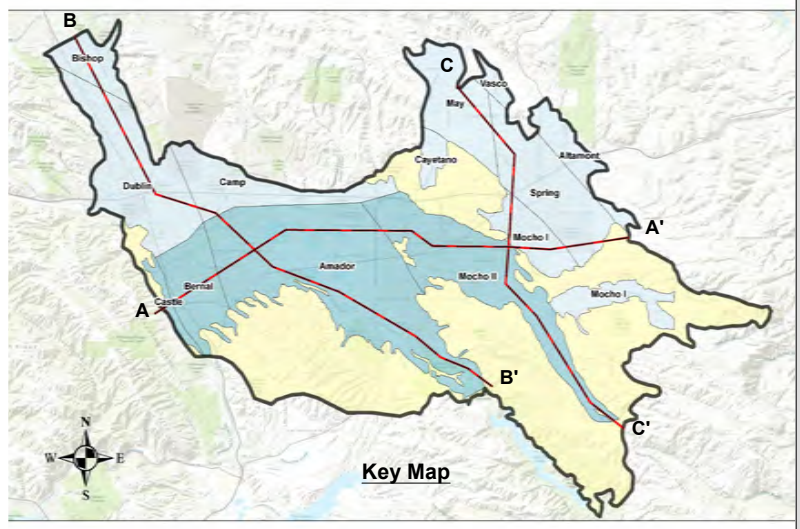 B
Bishop
C
Vasco
May
Altamont
Cayetano
Camp
Dublin
Spring
A'
Mocho I
Amador
Mocho II
Bernal
Mocho I
Castle
A
B'
C'
N
W
E
S
Key Map